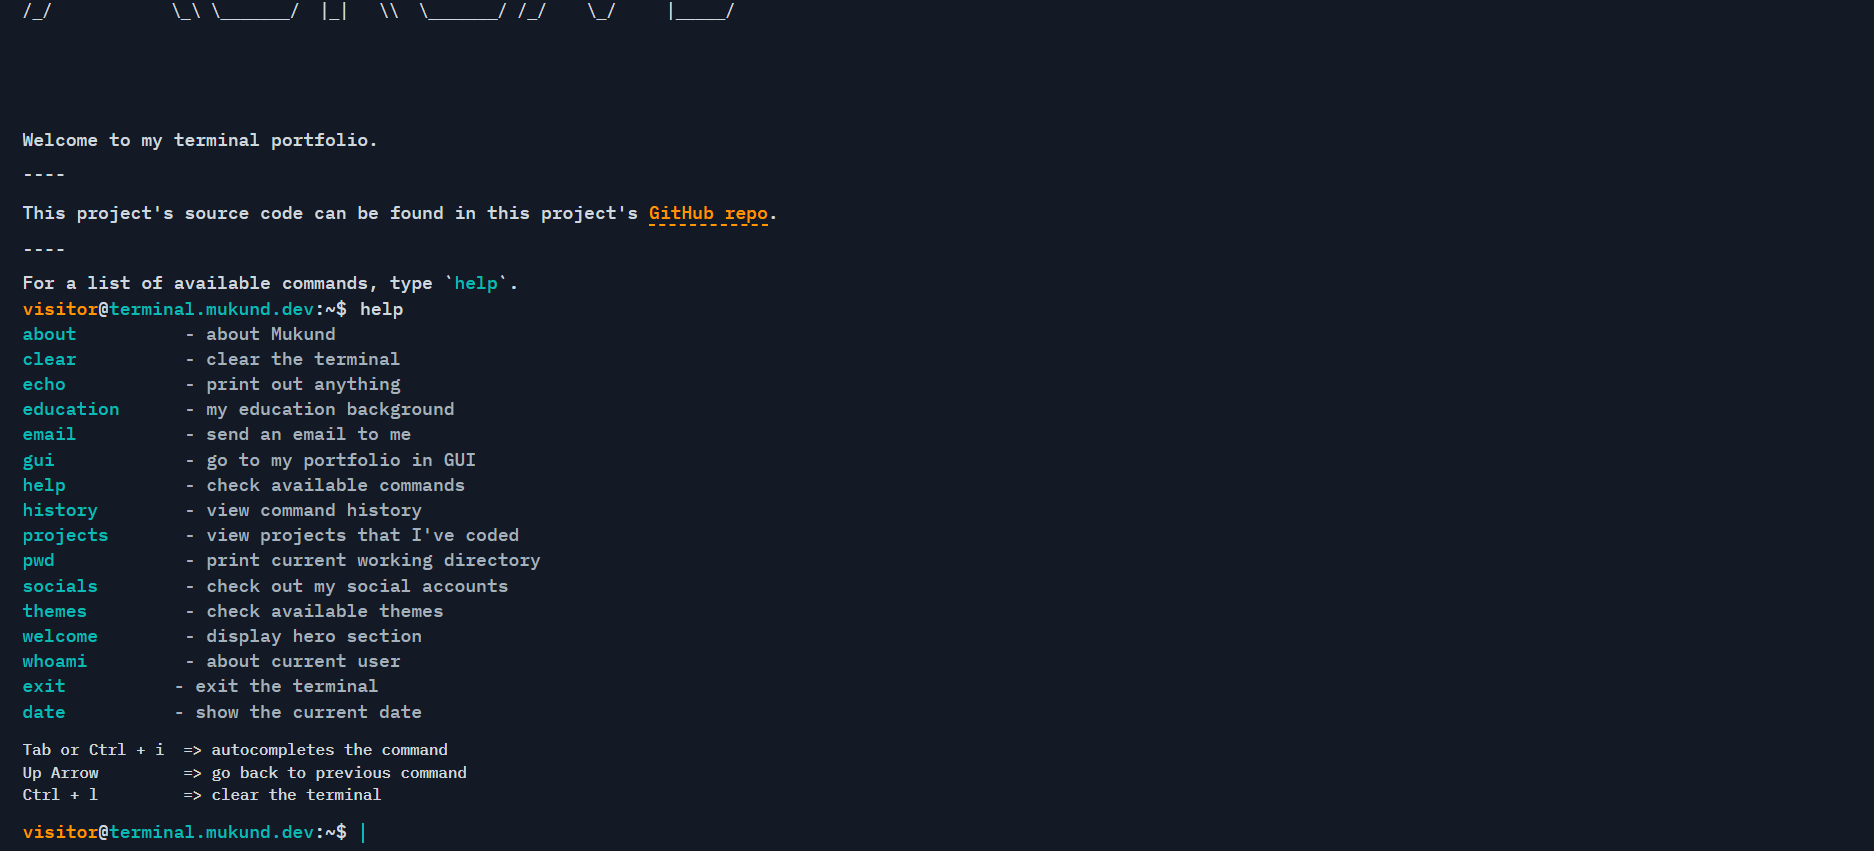 Welcome to my terminal portfolio.
----
This project's source code can be found in this project's GitHub repo.
----
For a list of available commands, type `help`.
visitor@terminal.mukund.dev:~$ help
about - about Mukund
clear - clear the terminal
echo - print out anything
education - my education background
email - send an email to me
gui - go to my portfolio in GUI
help - check available commands
history - view command history
projects - view projects that I've coded
pwd - print current working directory
socials - check out my social accounts
themes - check available themes
welcome - display hero section
whoami - about current user
exit - exit the terminal
date - show the current date
Tab or Ctrl + i => autocompletes the command
Up Arrow => go back to previous command
Ctrl + l => clear the terminal
visitor@terminal.mukund.dev:~$